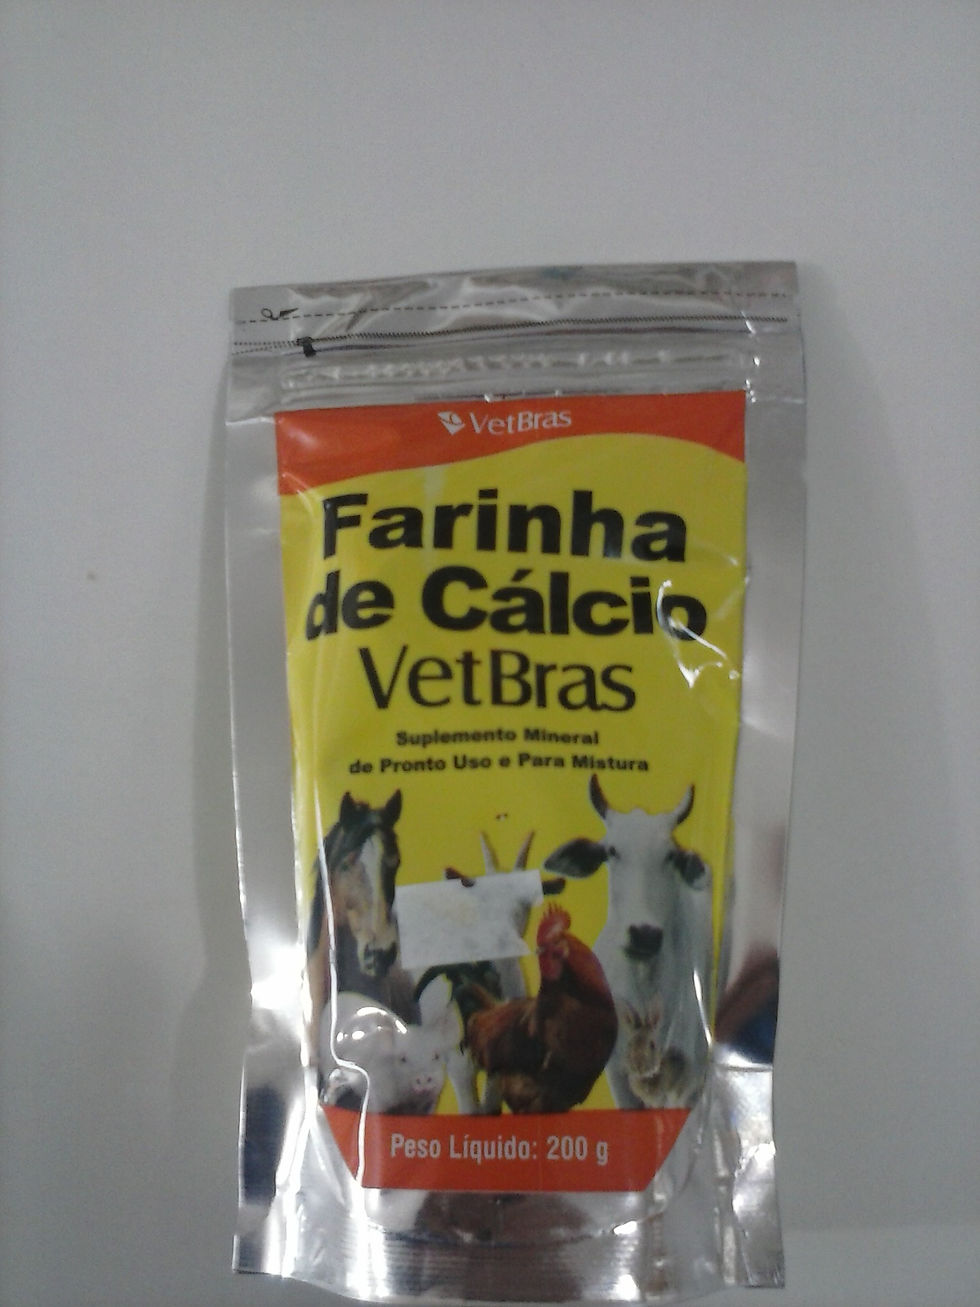 VetBras
Farinha
de Cálcio
VetBras
Suplemento Mineral
de Pronto Uso e Para Mistura
Peso Líquido: 200 g